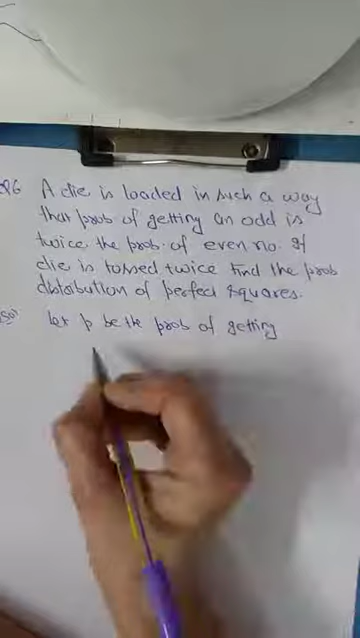 Q6 A die is loaded in such a way
that prob of getting an odd is
twice the prob. of even no. If
die is tossed twice find the prob
distribution of perfect squares.
Solⁿ let p be the prob of getting